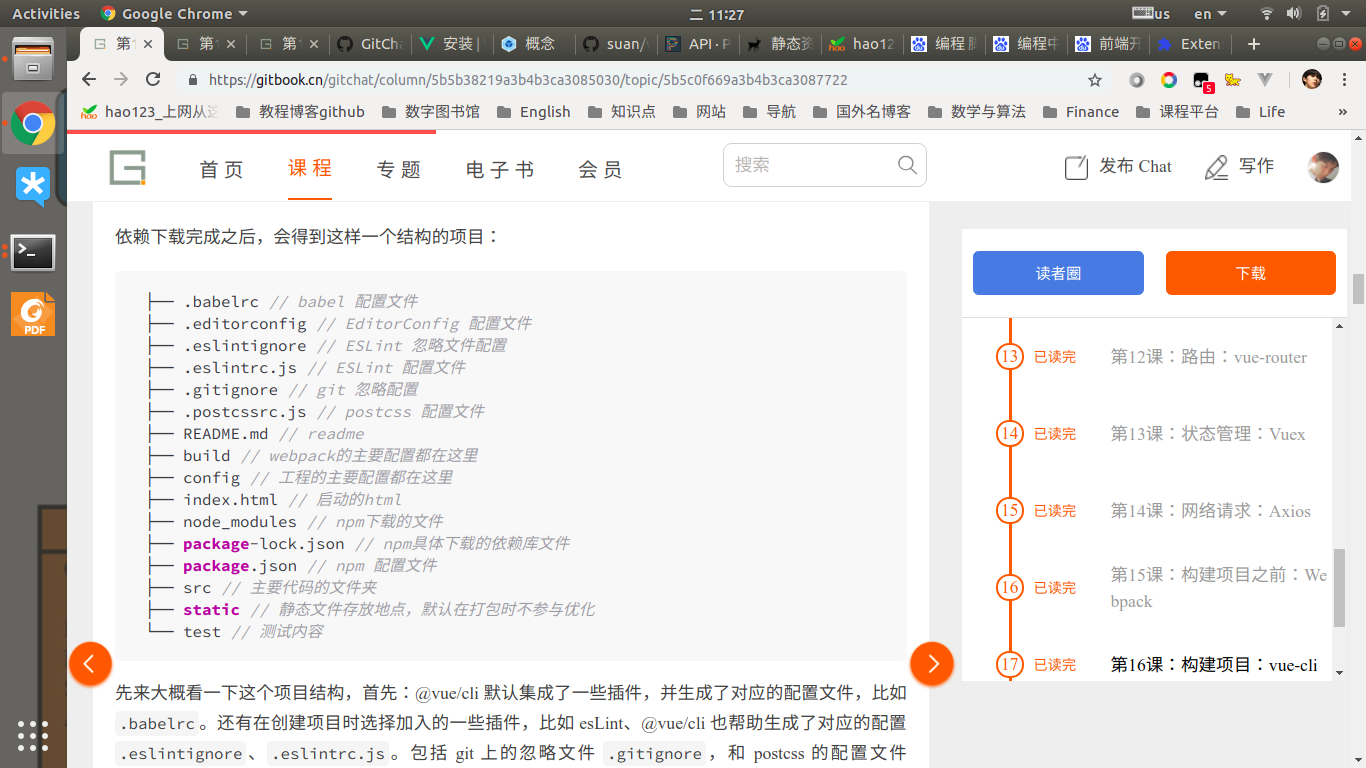 Activities
Google Chrome
二 11:27
us
en
第1
第1
第1
GitCha
安装 |
概念
suan/
API · P
静态资
hao12
编程
编程中
前端开
Exten
https://gitbook.cn/gitchat/column/5b5b38219a3b4b3ca3085030/topic/5b5c0f669a3b4b3ca3087722
5
hao123_上网从这
教程博客github
数字图书馆
English
知识点
网站
导航
国外名博客
数学与算法
Finance
课程平台
Life
»
首 页
课 程
专 题
电 子 书
会 员
搜索
发布 Chat
写作
依赖下载完成之后，会得到这样一个结构的项目：
├── .babelrc // babel 配置文件
├── .editorconfig // EditorConfig 配置文件
├── .eslintignore // ESLint 忽略文件配置
├── .eslintrc.js // ESLint 配置文件
├── .gitignore // git 忽略配置
├── .postcssrc.js // postcss 配置文件
├── README.md // readme
├── build // webpack的主要配置都在这里
├── config // 工程的主要配置都在这里
├── index.html // 启动的html
├── node_modules // npm下载的文件
├── package-lock.json // npm具体下载的依赖库文件
├── package.json // npm 配置文件
├── src // 主要代码的文件夹
├── static // 静态文件存放地点，默认在打包时不参与优化
└── test // 测试内容
先来大概看一下这个项目结构，首先：@vue/cli 默认集成了一些插件，并生成了对应的配置文件，比如
.babelrc。还有在创建项目时选择加入的一些插件，比如 esLint、@vue/cli 也帮助生成了对应的配置
.eslintignore、.eslintrc.js。包括 git 上的忽略文件 .gitignore，和 postcss 的配置文件
读者圈
下载
13 已读完 第12课：路由：vue-router
14 已读完 第13课：状态管理：Vuex
15 已读完 第14课：网络请求：Axios
16 已读完 第15课：构建项目之前：We
bpack
17 已读完 第16课：构建项目：vue-cli
PDF